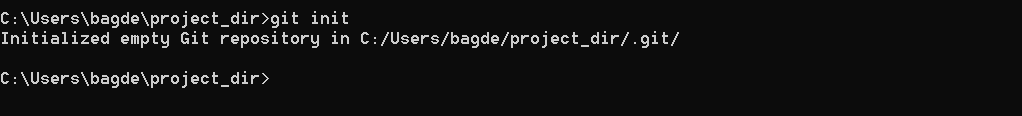 C:\Users\bagde\project_dir>git init
Initialized empty Git repository in C:/Users/bagde/project_dir/.git/
C:\Users\bagde\project_dir>